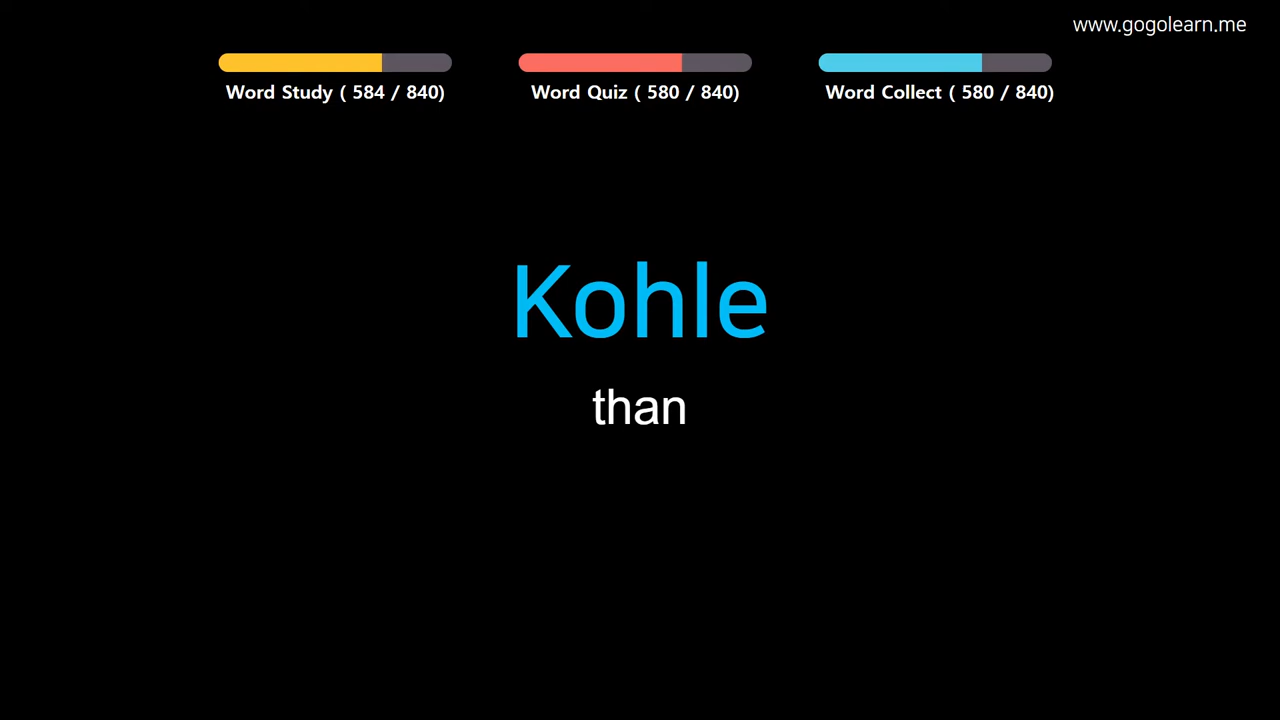 www.gogolearn.me
Word Study ( 584 / 840)
Word Quiz ( 580 / 840)
Word Collect ( 580 / 840)
Kohle
than